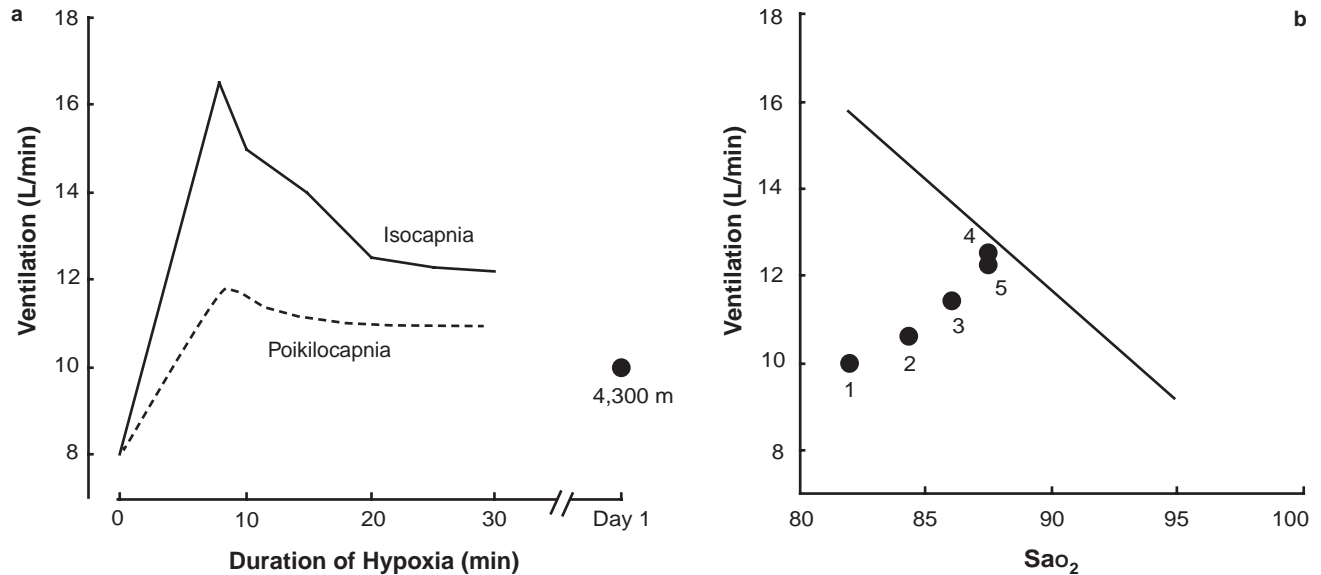 a
18
16
14
12
10
8
Ventilation (L/min)
Isocapnia
Poikilocapnia
4,300 m
0
10
20
30
Day 1
Duration of Hypoxia (min)
b
18
16
14
12
10
8
Ventilation (L/min)
4
5
3
2
1
80
85
90
95
100
Sao₂